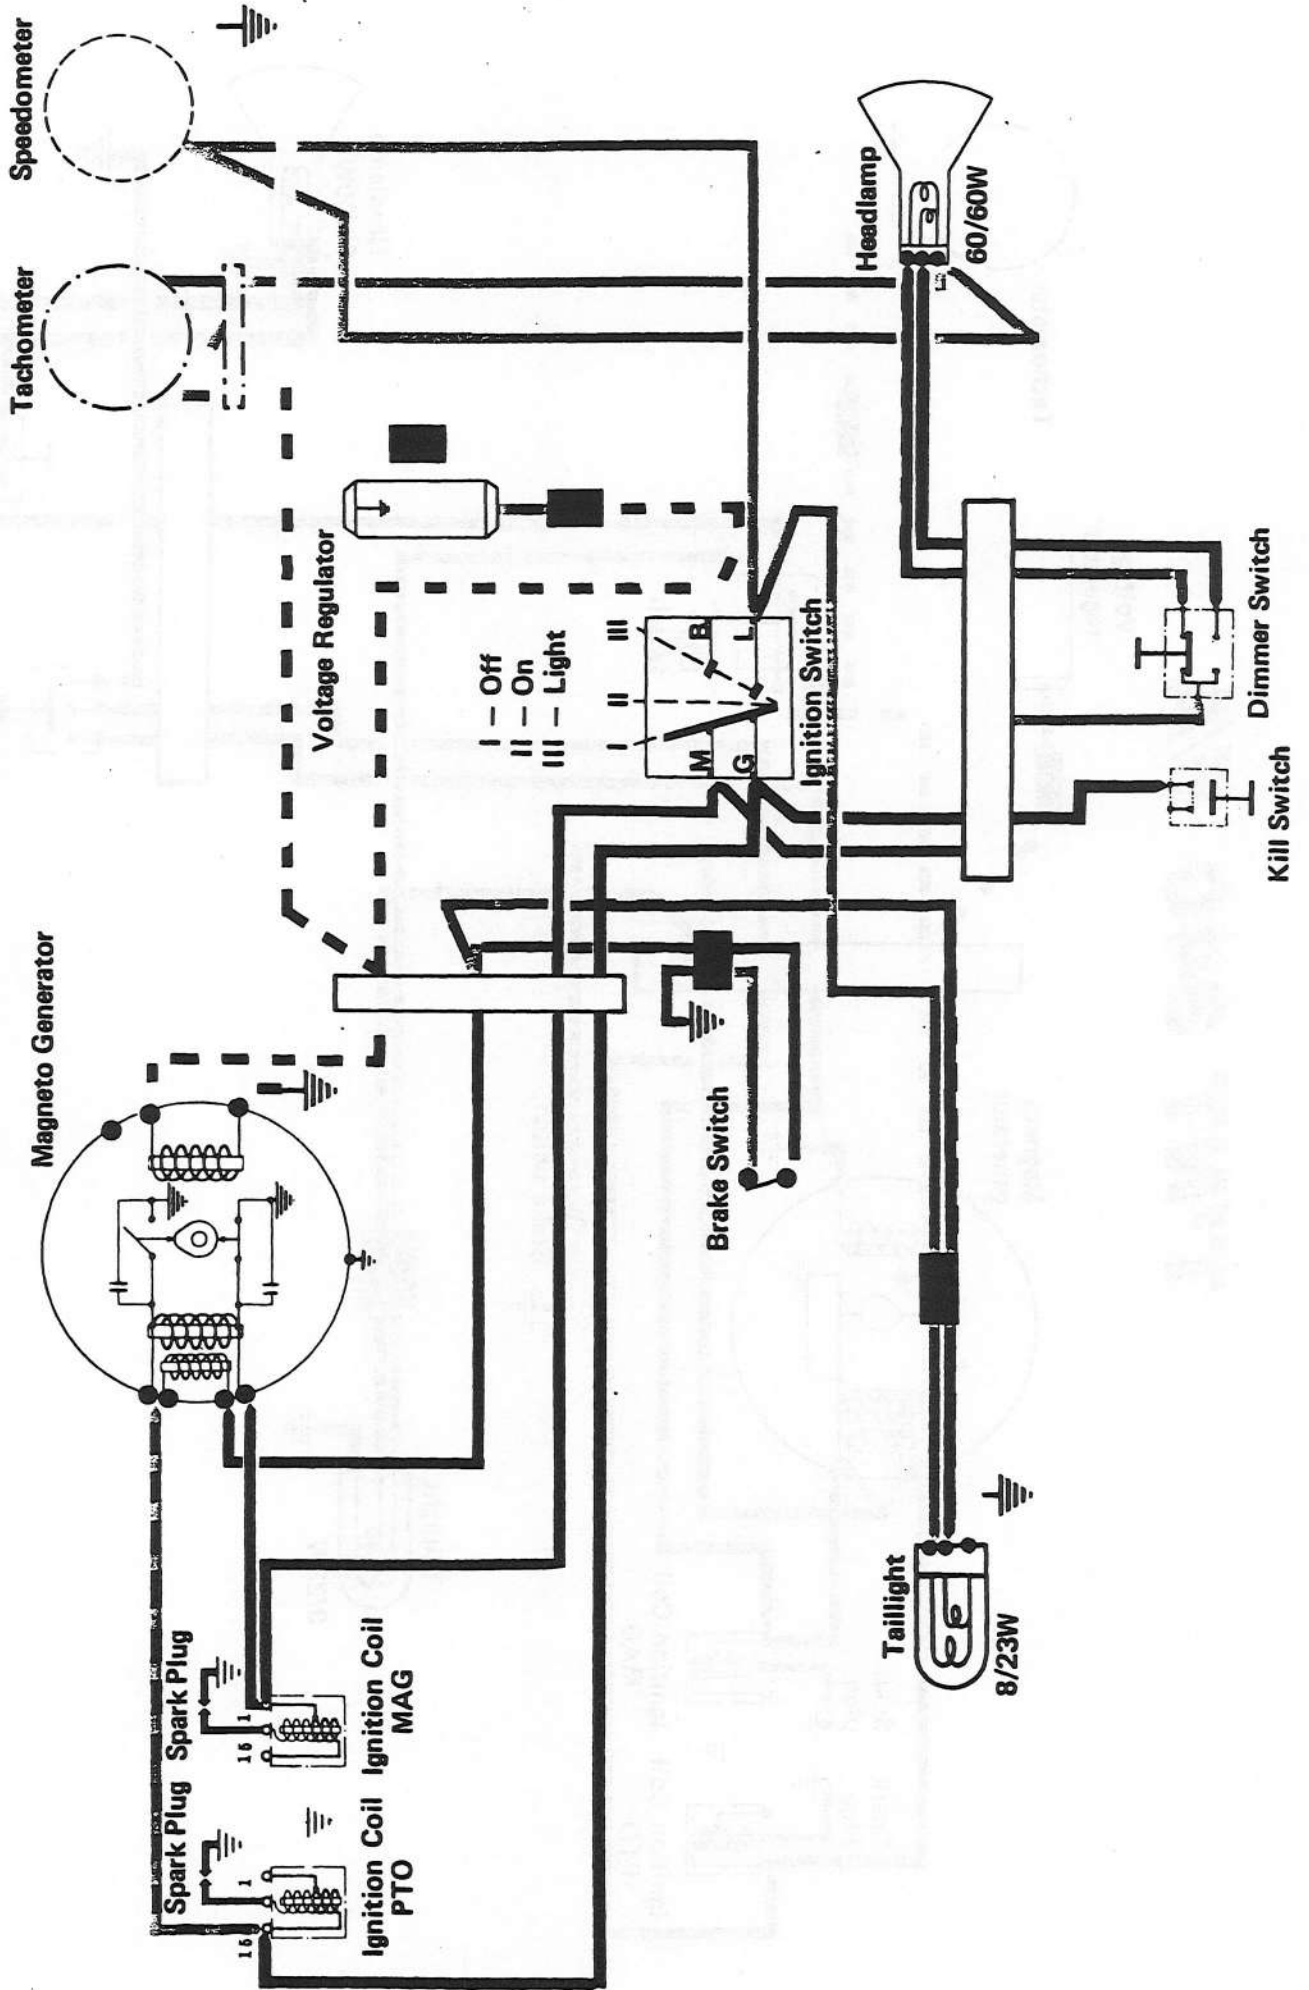 Speedometer
Tachometer
Magneto Generator
Voltage Regulator
I — Off
II — On
III — Light
I
II
III
M
B
G
L
Ignition Switch
Headlamp
60/60W
Dimmer Switch
Kill Switch
Brake Switch
Taillight
8/23W
Spark Plug
15
1
Ignition Coil
MAG
Spark Plug
15
1
Ignition Coil
PTO